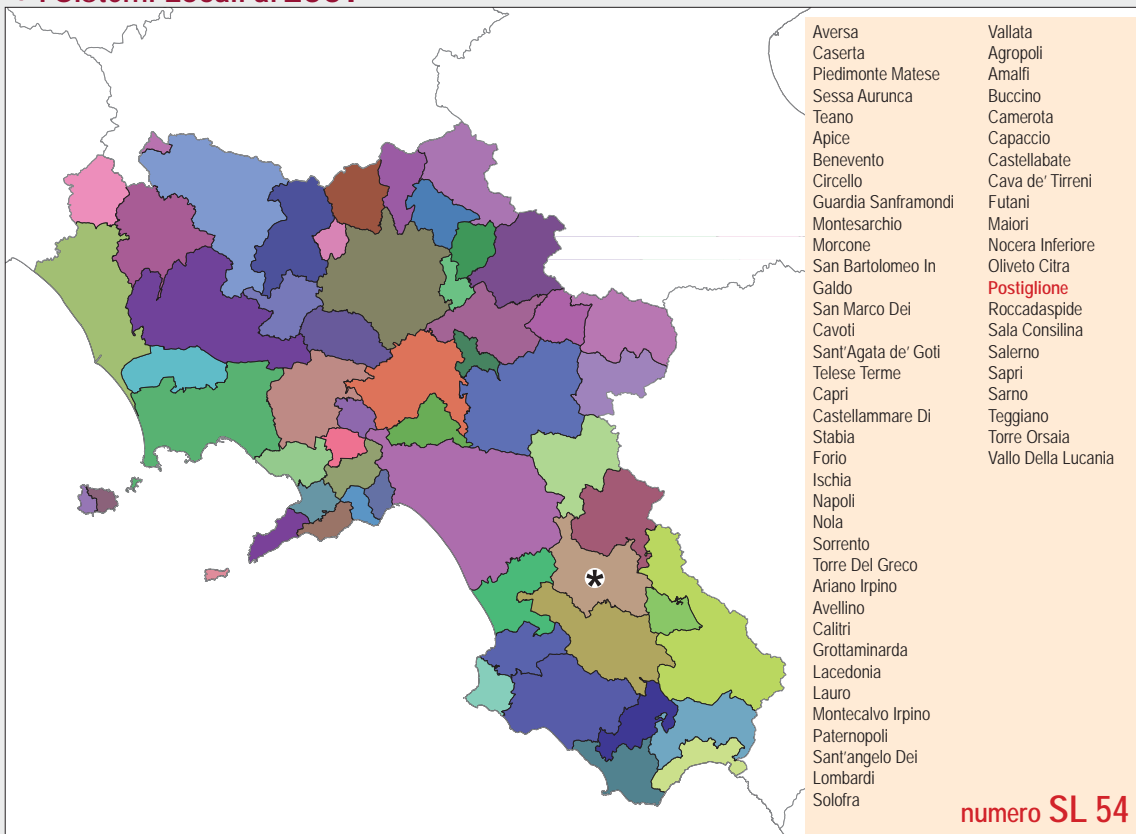 i Sistemi Locali al 2001
Aversa
Caserta
Piedimonte Matese
Sessa Aurunca
Teano
Apice
Benevento
Circello
Guardia Sanframondi
Montesarchio
Morcone
San Bartolomeo In
Galdo
San Marco Dei
Cavoti
Sant'Agata de' Goti
Telese Terme
Capri
Castellammare Di
Stabia
Forio
Ischia
Napoli
Nola
Sorrento
Torre Del Greco
Ariano Irpino
Avellino
Calitri
Grottaminarda
Lacedonia
Lauro
Montecalvo Irpino
Paternopoli
Sant'angelo Dei
Lombardi
Solofra
Vallata
Agropoli
Amalfi
Buccino
Camerota
Capaccio
Castellabate
Cava de' Tirreni
Futani
Maiori
Nocera Inferiore
Oliveto Citra
Postiglione
Roccadaspide
Sala Consilina
Salerno
Sapri
Sarno
Teggiano
Torre Orsaia
Vallo Della Lucania
*
numero SL 54